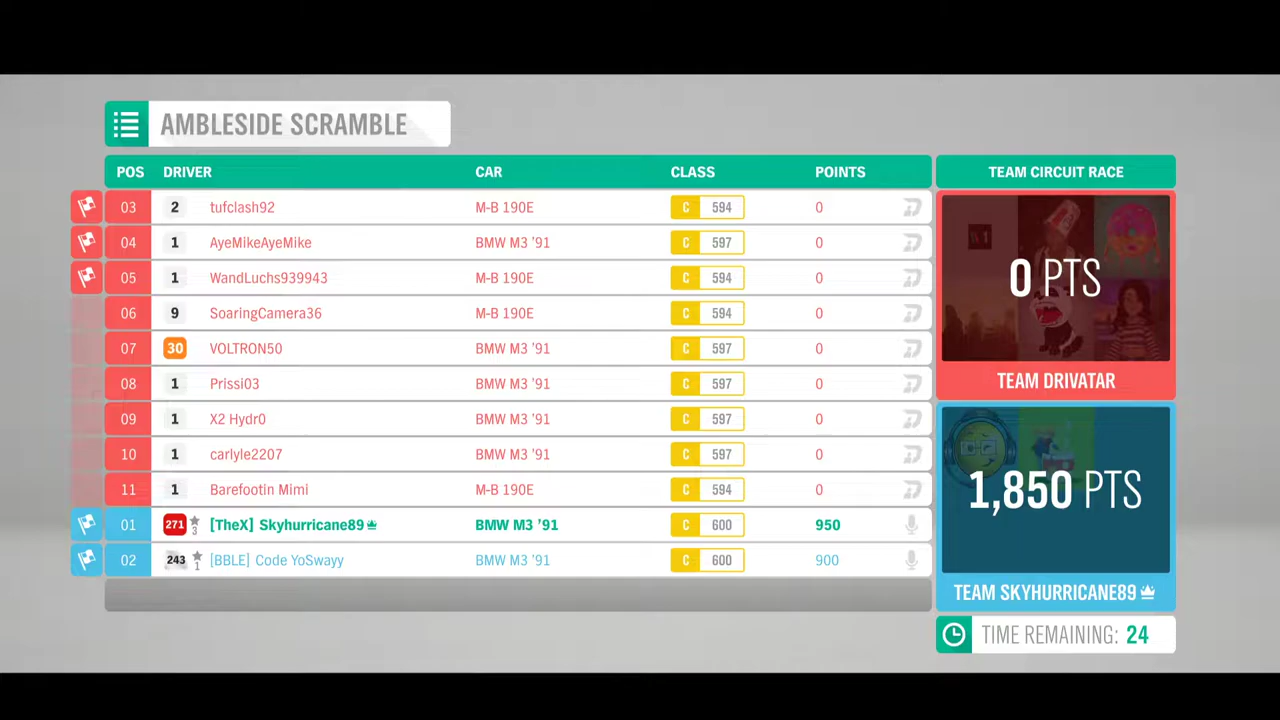 AMBLESIDE SCRAMBLE
POS DRIVER CAR CLASS POINTS
03 2 tufclash92 M-B 190E C 594 0
04 1 AyeMikeAyeMike BMW M3 '91 C 597 0
05 1 WandLuchs939943 M-B 190E C 594 0
06 9 SoaringCamera36 M-B 190E C 594 0
07 30 VOLTRON50 BMW M3 '91 C 597 0
08 1 Prissi03 BMW M3 '91 C 597 0
09 1 X2 Hydr0 BMW M3 '91 C 597 0
10 1 carlyle2207 BMW M3 '91 C 597 0
11 1 Barefootin Mimi M-B 190E C 594 0
01 271 3 [TheX] Skyhurricane89 BMW M3 '91 C 600 950
02 243 1 [BBLE] Code YoSwayy BMW M3 '91 C 600 900
TEAM CIRCUIT RACE
0 PTS
TEAM DRIVATAR
1,850 PTS
TEAM SKYHURRICANE89
TIME REMAINING: 24